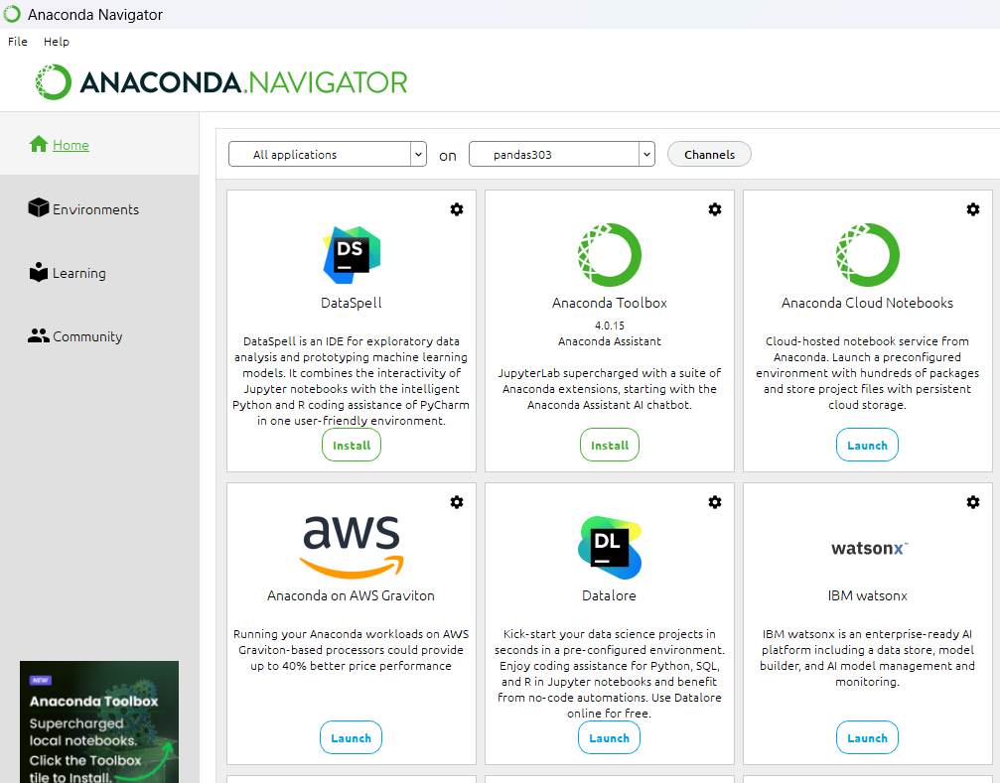 Anaconda Navigator
File Help
ANACONDA.NAVIGATOR
Home
Environments
Learning
Community
All applications on pandas303 Channels
DS
DataSpell
DataSpell is an IDE for exploratory data
analysis and prototyping machine learning
models. It combines the interactivity of
Jupyter notebooks with the intelligent
Python and R coding assistance of PyCharm
in one user-friendly environment.
Install
Anaconda Toolbox
4.0.15
Anaconda Assistant
JupyterLab supercharged with a suite of
Anaconda extensions, starting with the
Anaconda Assistant AI chatbot.
Install
Anaconda Cloud Notebooks
Cloud-hosted notebook service from
Anaconda. Launch a preconfigured
environment with hundreds of packages
and store project files with persistent
cloud storage.
Launch
aws
Anaconda on AWS Graviton
Running your Anaconda workloads on AWS
Graviton-based processors could provide
up to 40% better price performance
Launch
DL
Datalore
Kick-start your data science projects in
seconds in a pre-configured environment.
Enjoy coding assistance for Python, SQL,
and R in Jupyter notebooks and benefit
from no-code automations. Use Datalore
online for free.
Launch
watsonx™
IBM watsonx
IBM watsonx is an enterprise-ready AI
platform including a data store, model
builder, and AI model management and
monitoring.
Launch
NEW
Anaconda Toolbox
Supercharged
local notebooks.
Click the Toolbox
tile to Install.